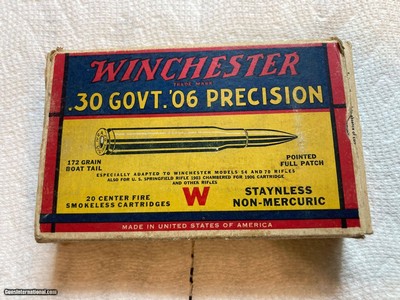 WINCHESTER
TRADE MARK
.30 GOVT. '06 PRECISION
172 GRAIN
BOAT TAIL
POINTED
FULL PATCH
ESPECIALLY ADAPTED TO WINCHESTER MODELS 54 AND 70 RIFLES
ALSO FOR U. S. SPRINGFIELD RIFLE 1903 CHAMBERED FOR 1906 CARTRIDGE
AND OTHER RIFLES
20 CENTER FIRE
SMOKELESS CARTRIDGES
W
STAYNLESS
NON-MERCURIC
MADE IN UNITED STATES OF AMERICA
GunsInternational.com